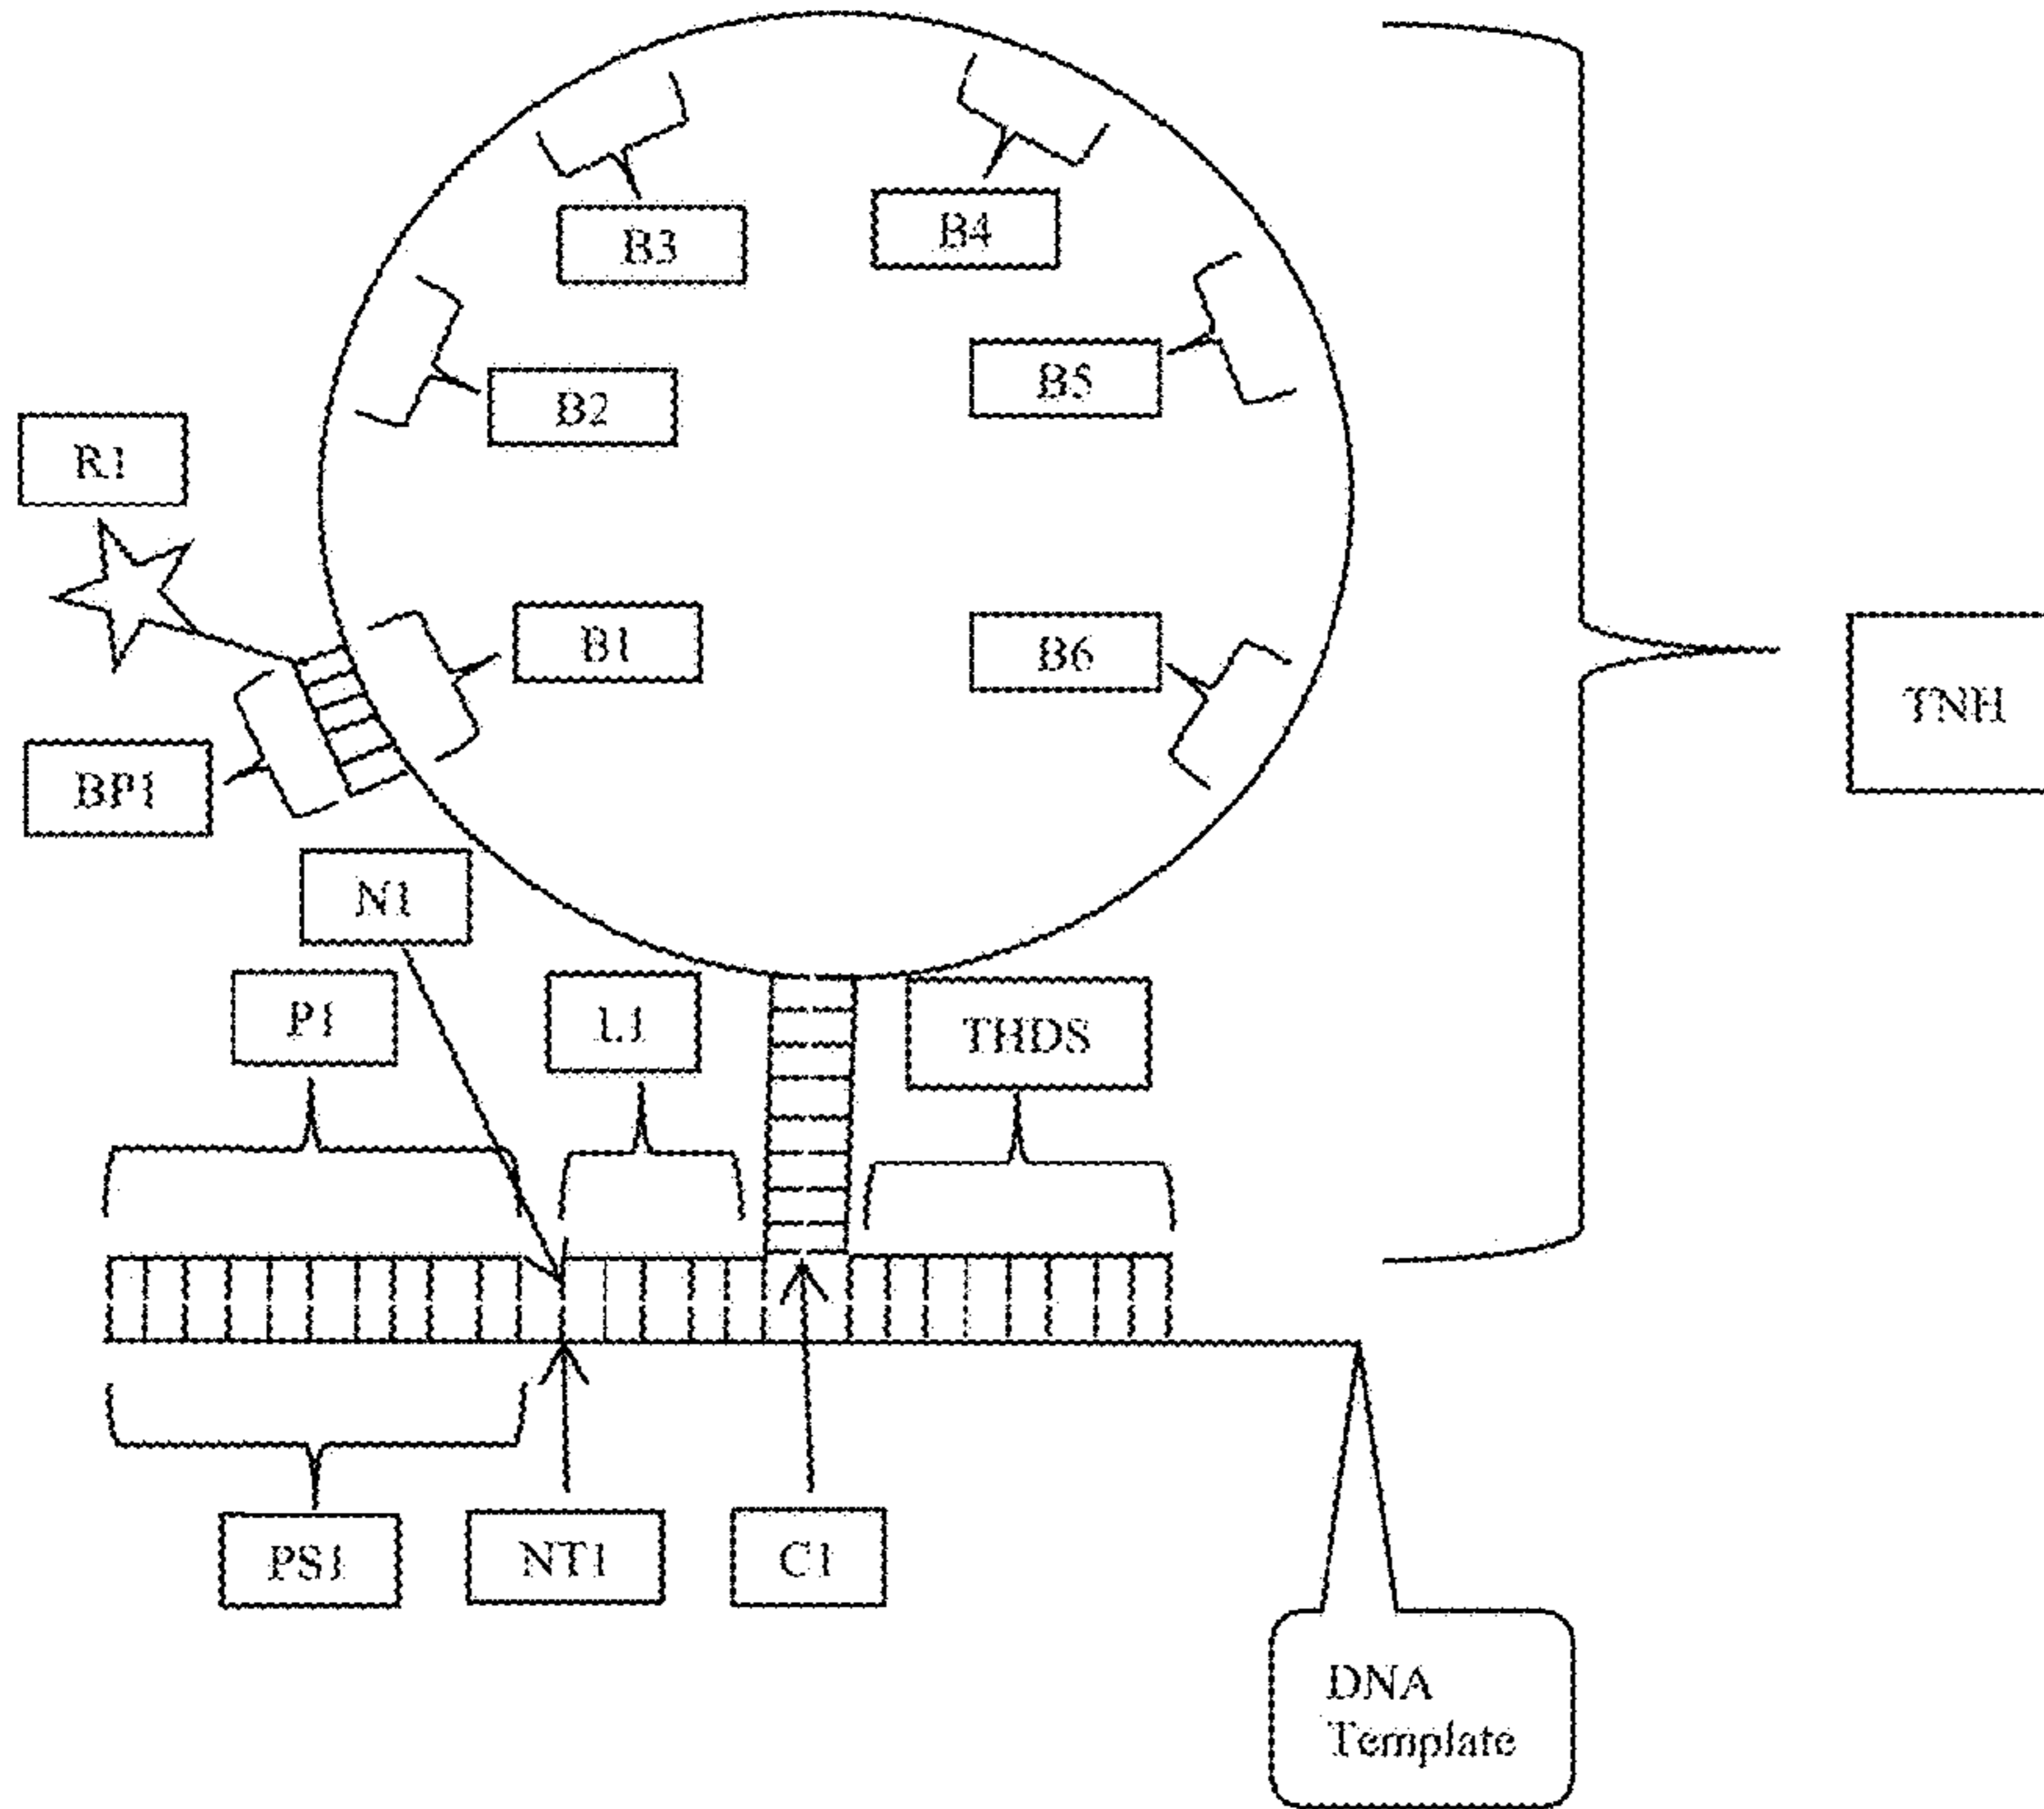 B3
B4
B5
B2
R1
B1
B6
TNH
BP1
N1
P1
L1
THDS
PS1
NT1
C1
DNA
Template